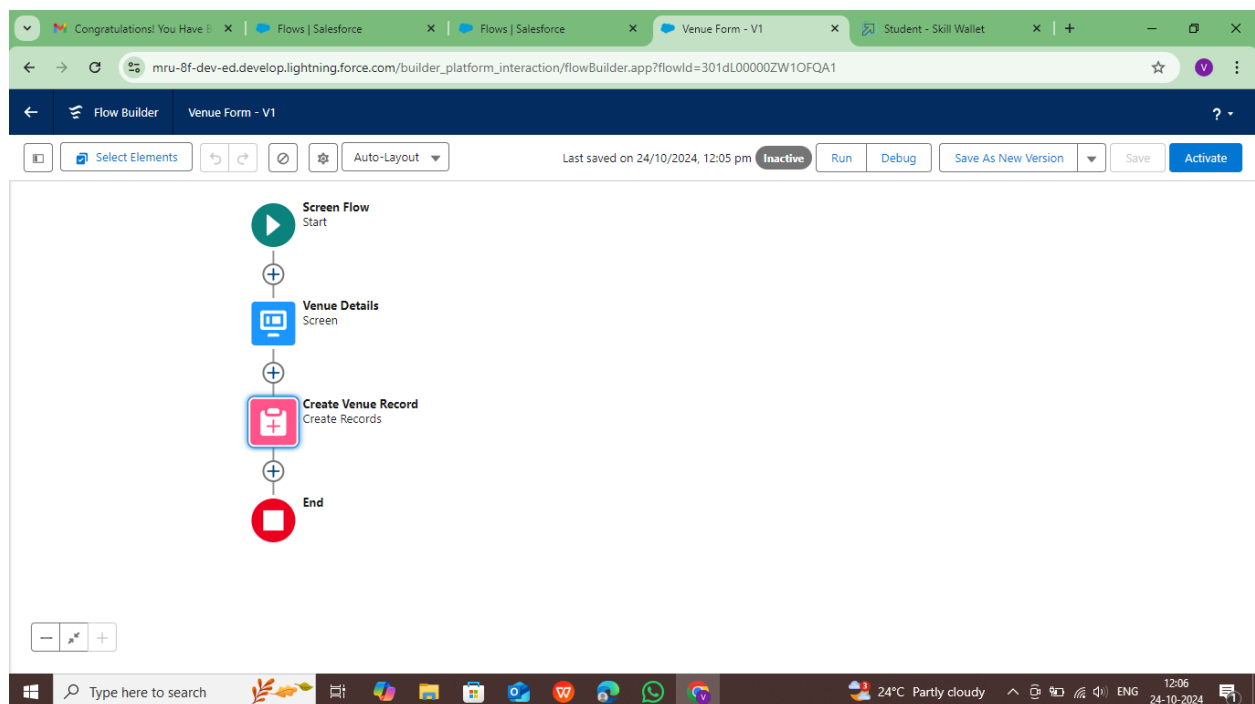 Congratulations! You Have B
Flows | Salesforce
Flows | Salesforce
Venue Form - V1
Student - Skill Wallet
mru-8f-dev-ed.develop.lightning.force.com/builder_platform_interaction/flowBuilder.app?flowId=301dL00000ZW1OFQA1
V
Flow Builder
Venue Form - V1
?
Select Elements
Auto-Layout
Last saved on 24/10/2024, 12:05 pm
Inactive
Run
Debug
Save As New Version
Save
Activate
Screen Flow
Start
Venue Details
Screen
Create Venue Record
Create Records
End
Type here to search
24°C Partly cloudy
ENG
12:06
24-10-2024
1